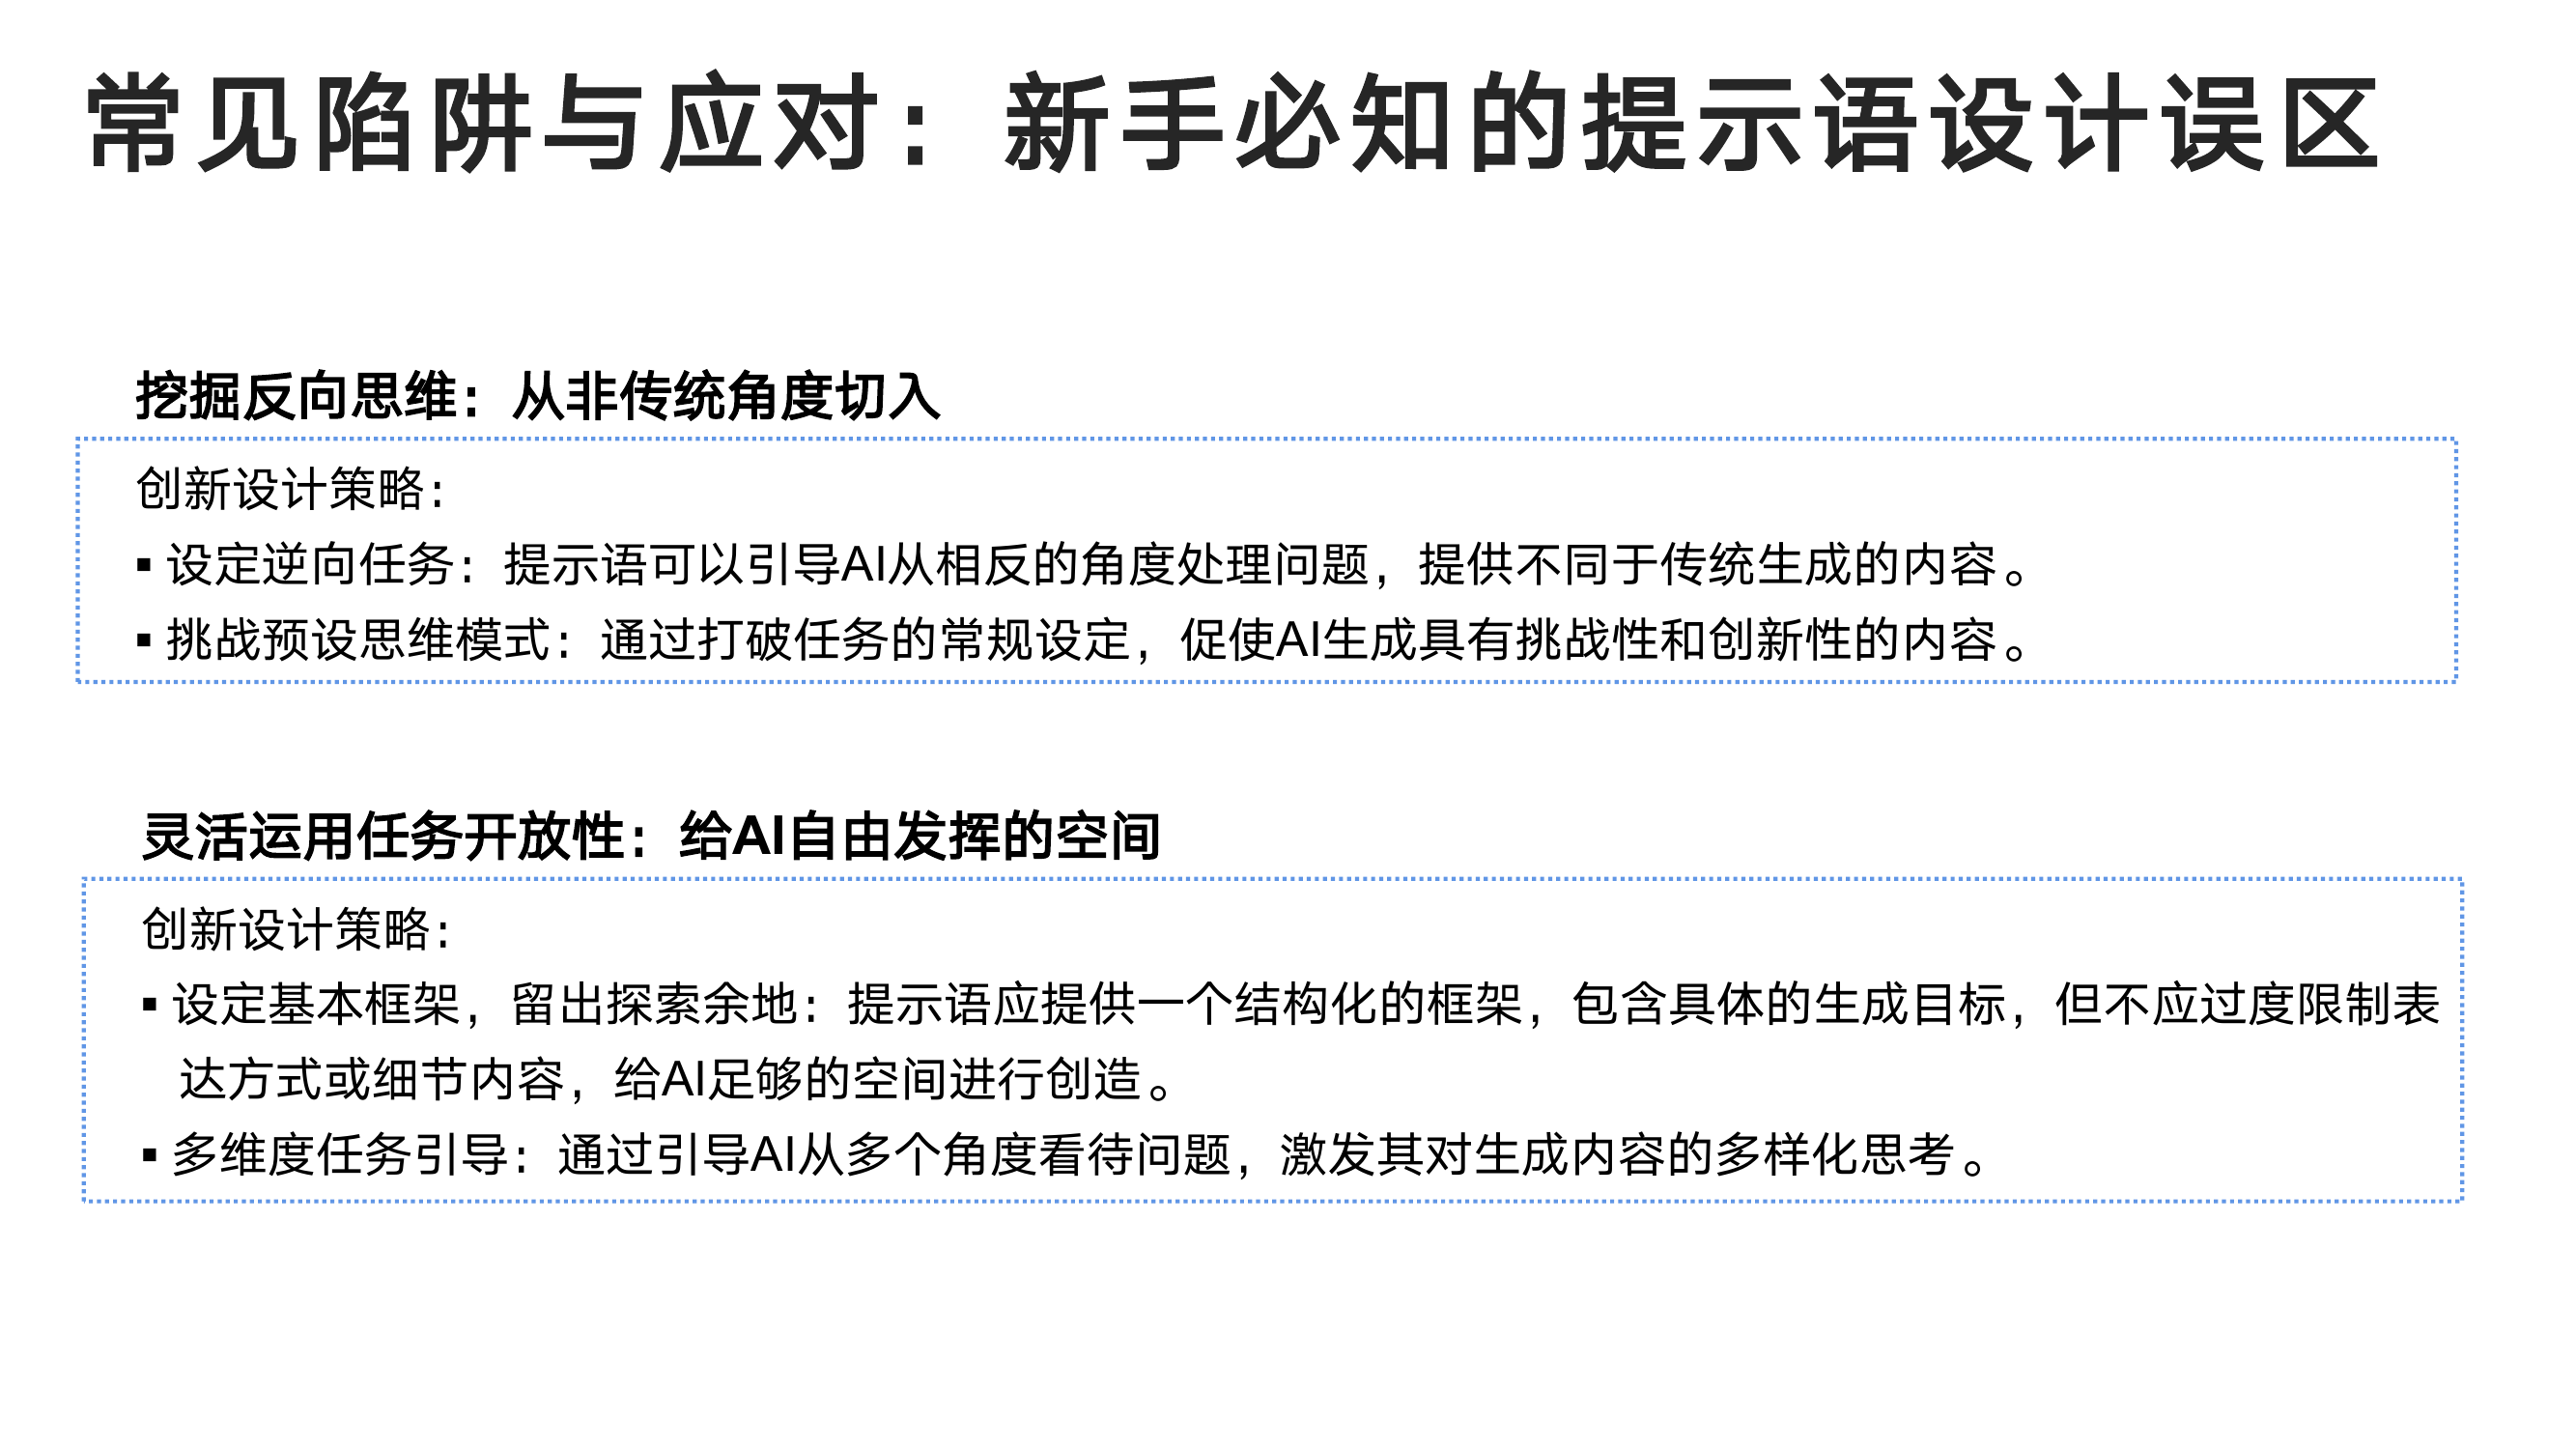 常见陷阱与应对：新手必知的提示语设计误区
挖掘反向思维：从非传统角度切入
创新设计策略：
▪ 设定逆向任务：提示语可以引导AI从相反的角度处理问题，提供不同于传统生成的内容。
▪ 挑战预设思维模式：通过打破任务的常规设定，促使AI生成具有挑战性和创新性的内容。
灵活运用任务开放性：给AI自由发挥的空间
创新设计策略：
▪ 设定基本框架，留出探索余地：提示语应提供一个结构化的框架，包含具体的生成目标，但不应过度限制表
达方式或细节内容，给AI足够的空间进行创造。
▪ 多维度任务引导：通过引导AI从多个角度看待问题，激发其对生成内容的多样化思考。